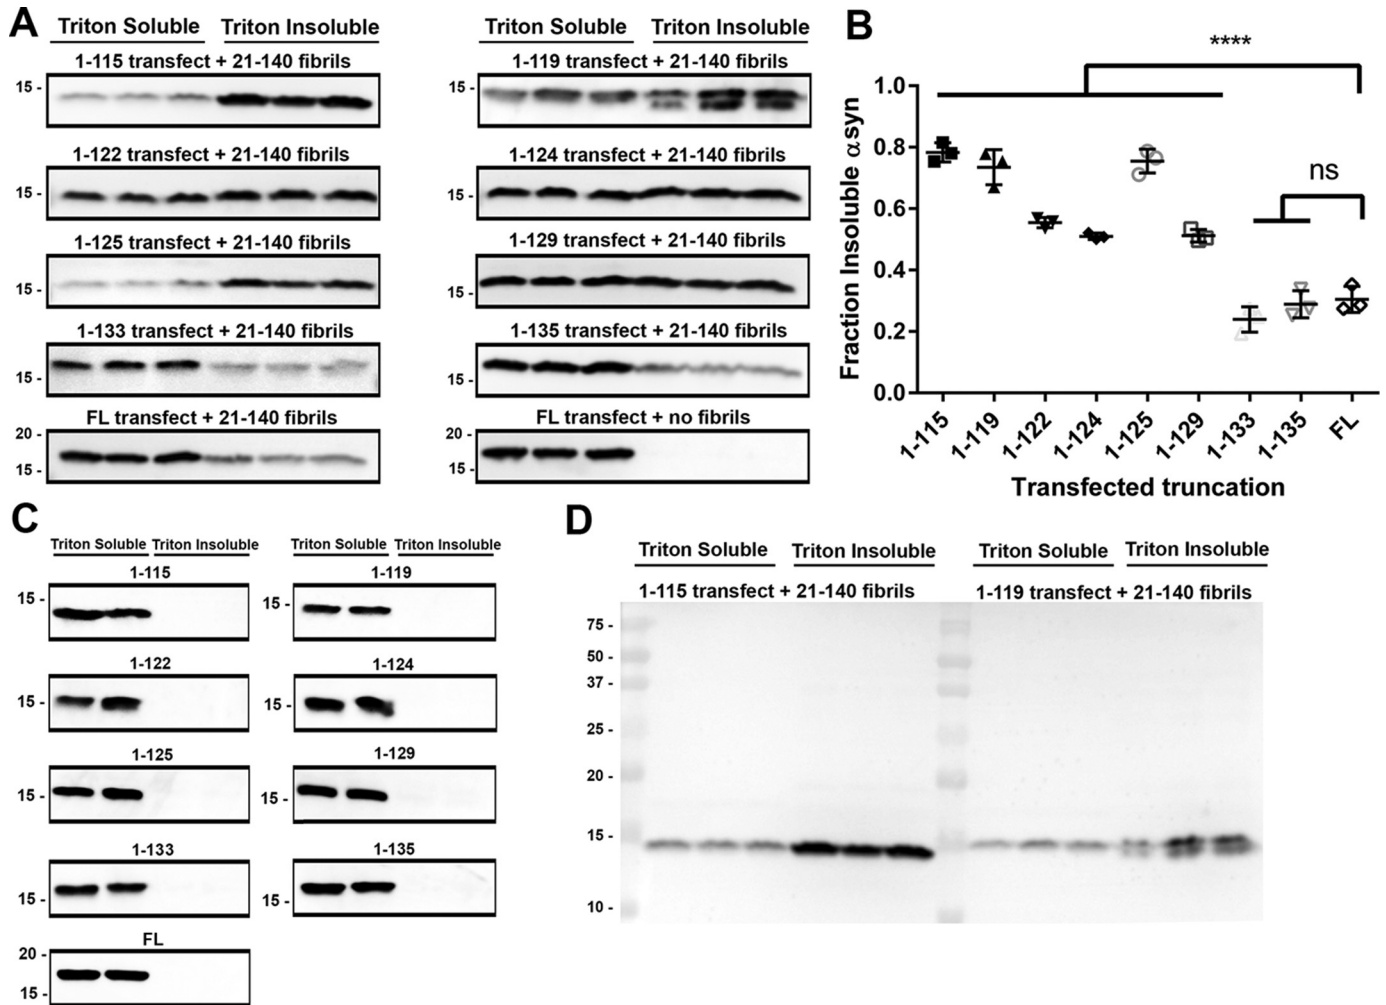 A
Triton Soluble Triton Insoluble
1-115 transfect + 21-140 fibrils
15 -
1-122 transfect + 21-140 fibrils
15 -
1-125 transfect + 21-140 fibrils
15 -
1-133 transfect + 21-140 fibrils
15 -
FL transfect + 21-140 fibrils
20 -
15 -
Triton Soluble Triton Insoluble
1-119 transfect + 21-140 fibrils
15 -
1-124 transfect + 21-140 fibrils
15 -
1-129 transfect + 21-140 fibrils
15 -
1-135 transfect + 21-140 fibrils
15 -
FL transfect + no fibrils
20 -
15 -
B
****
ns
Fraction Insoluble αsyn
1.0
0.8
0.6
0.4
0.2
0.0
1-115 1-119 1-122 1-124 1-125 1-129 1-133 1-135 FL
Transfected truncation
C
Triton Soluble Triton Insoluble
1-115
15 -
1-122
15 -
1-125
15 -
1-133
15 -
FL
20 -
15 -
Triton Soluble Triton Insoluble
1-119
15 -
1-124
15 -
1-129
15 -
1-135
15 -
D
Triton Soluble Triton Insoluble Triton Soluble Triton Insoluble
1-115 transfect + 21-140 fibrils 1-119 transfect + 21-140 fibrils
75 -
50 -
37 -
25 -
20 -
15 -
10 -